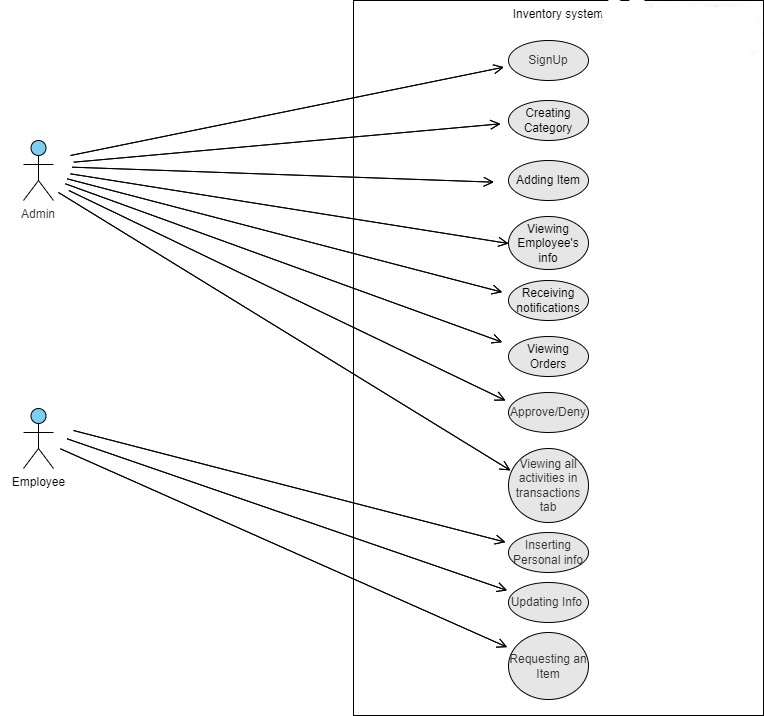 Inventory system
SignUp
Creating
Category
Adding Item
Admin
Viewing
Employee's
info
Receiving
notifications
Viewing
Orders
Approve/Deny
Employee
Viewing all
activities in
transactions
tab
Inserting
Personal info
Updating Info
Requesting an
Item